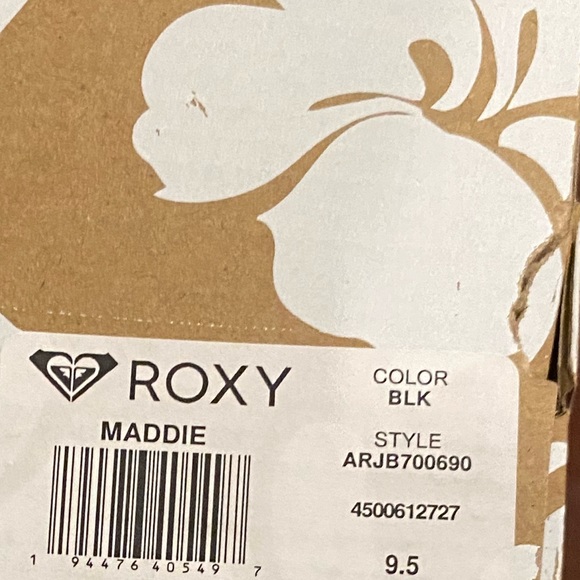 ROXY
MADDIE
1 94476 40549 7
COLOR
BLK
STYLE
ARJB700690
4500612727
9.5